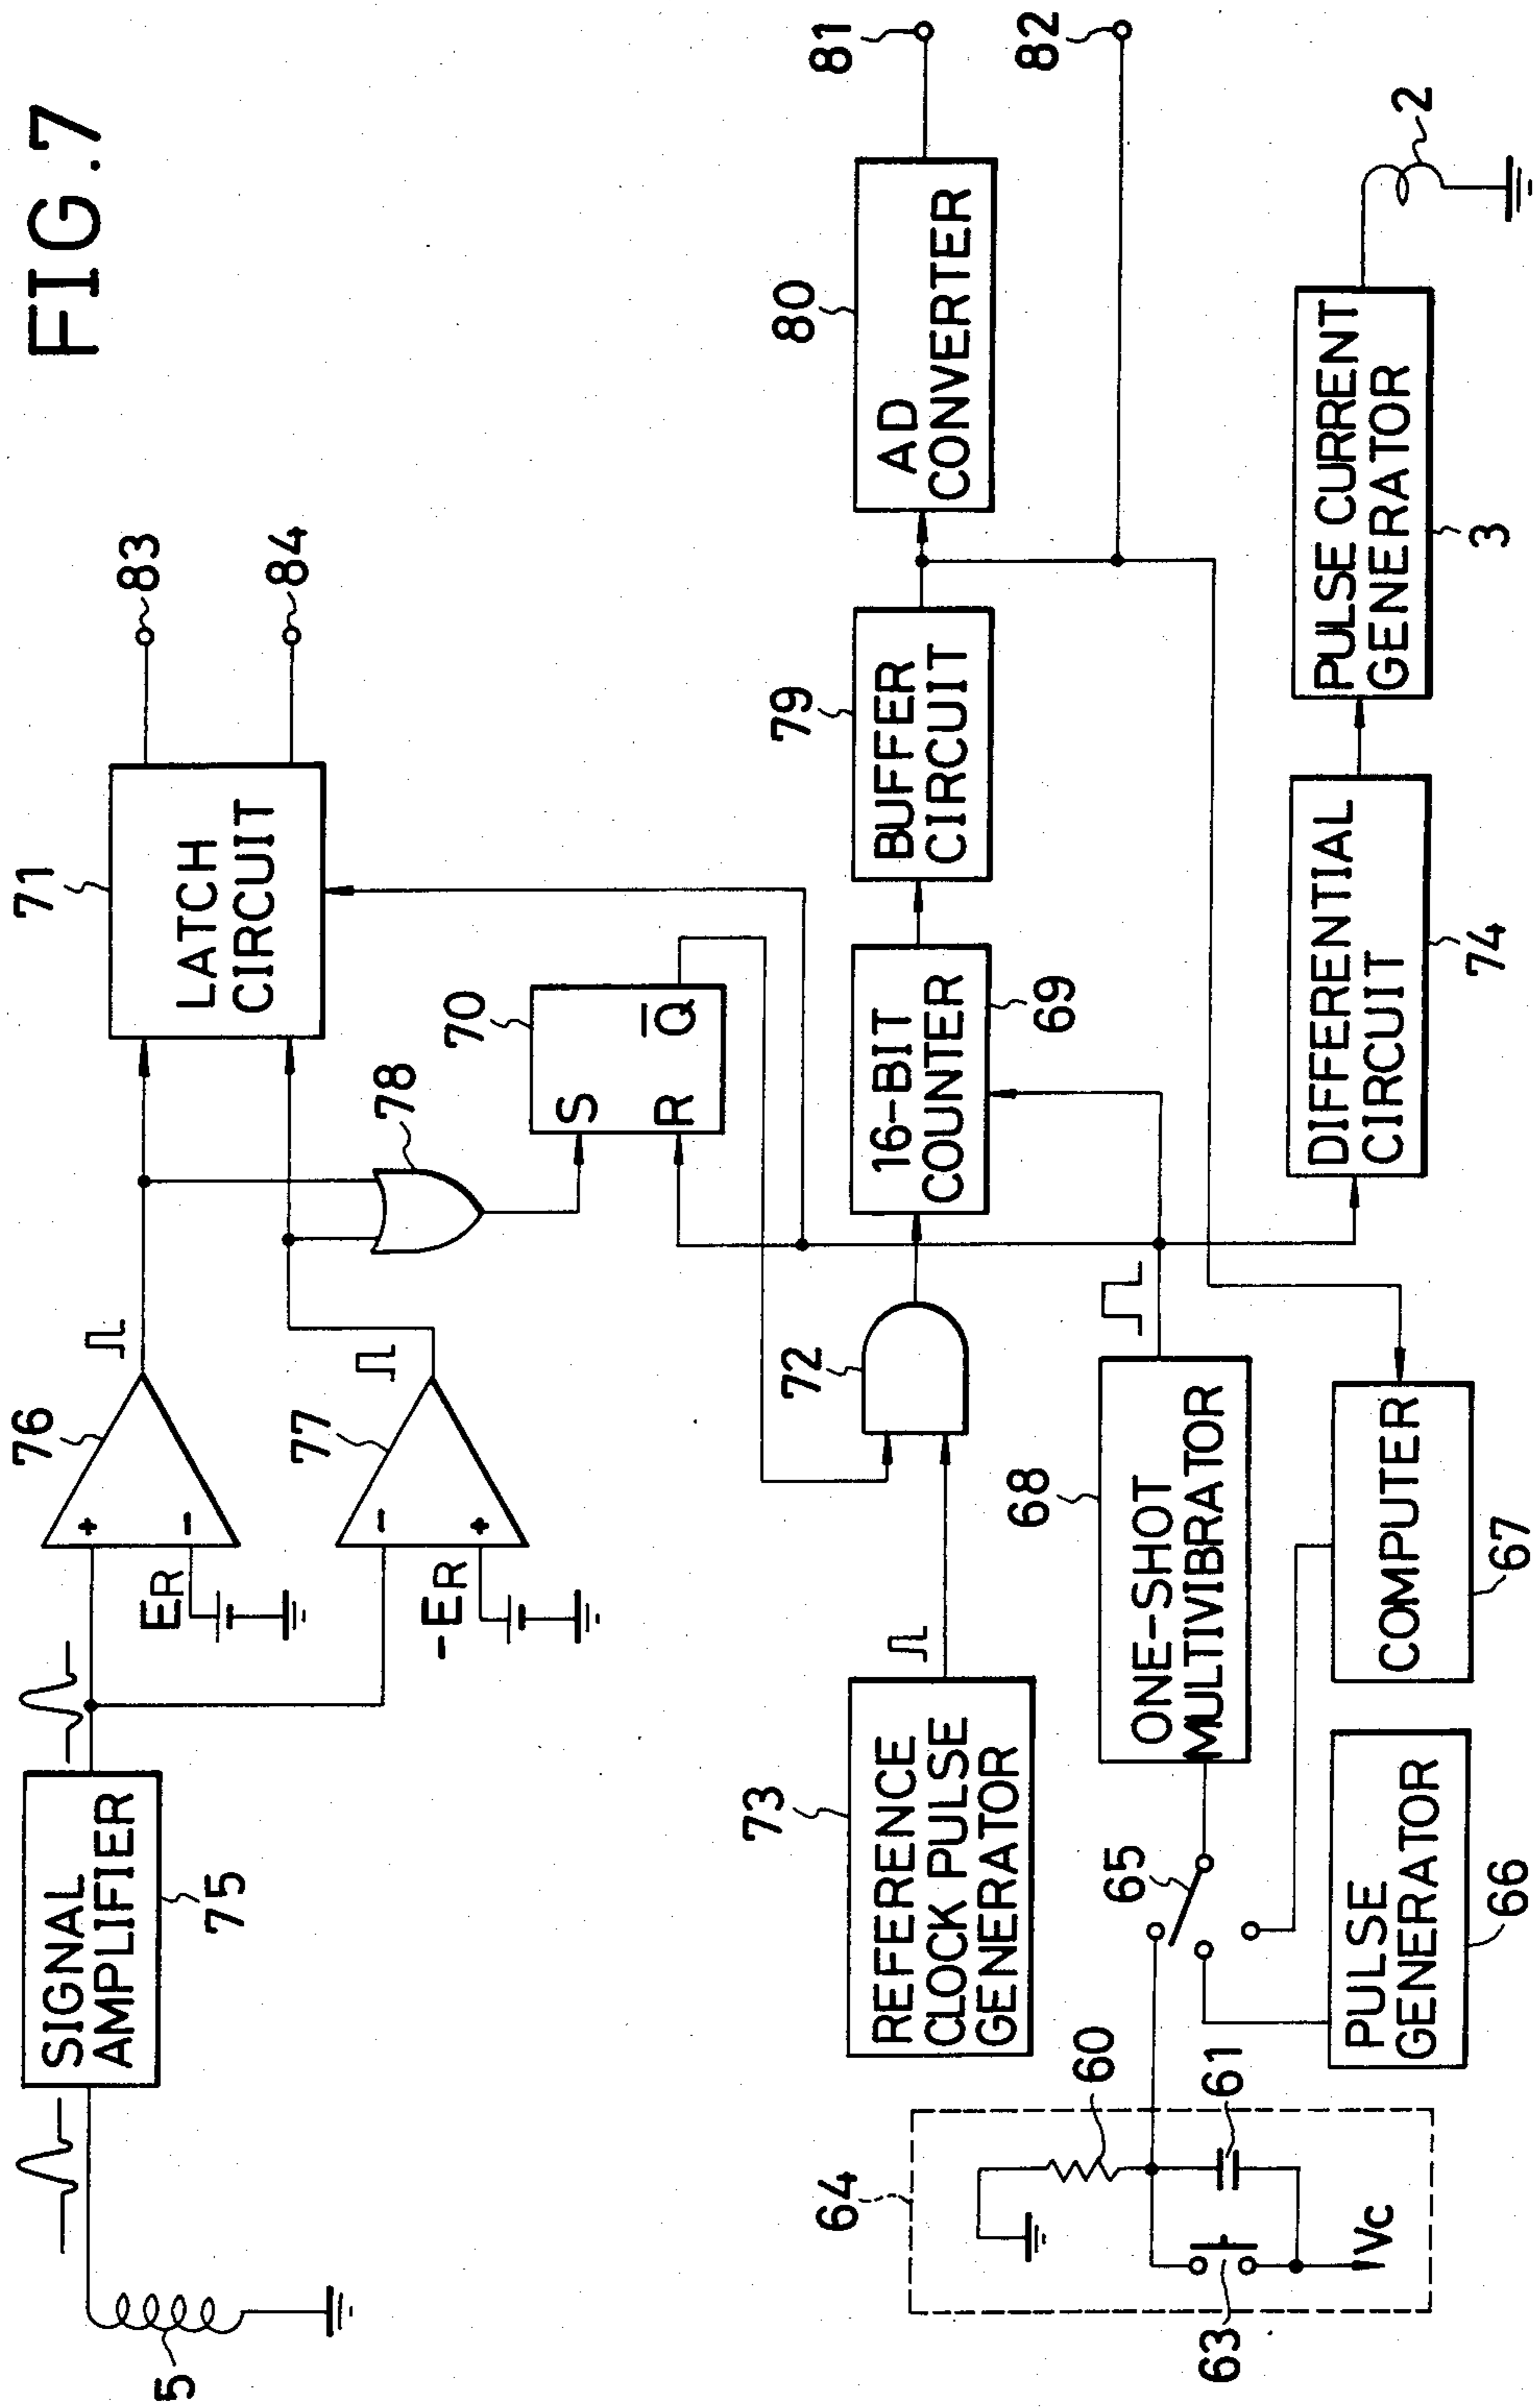 FIG.7
5
SIGNAL
AMPLIFIER
75
76
+
-
ER
77
-
+
-ER
78
71
LATCH
CIRCUIT
83
84
70
S
R
Q̅
73
REFERENCE
CLOCK PULSE
GENERATOR
72
16-BIT
COUNTER
69
79
BUFFER
CIRCUIT
80
AD
CONVERTER
81
82
64
60
61
63
Vc
65
68
ONE-SHOT
MULTIVIBRATOR
PULSE
GENERATOR
66
COMPUTER
67
DIFFERENTIAL
CIRCUIT
74
PULSE CURRENT
GENERATOR
3
2